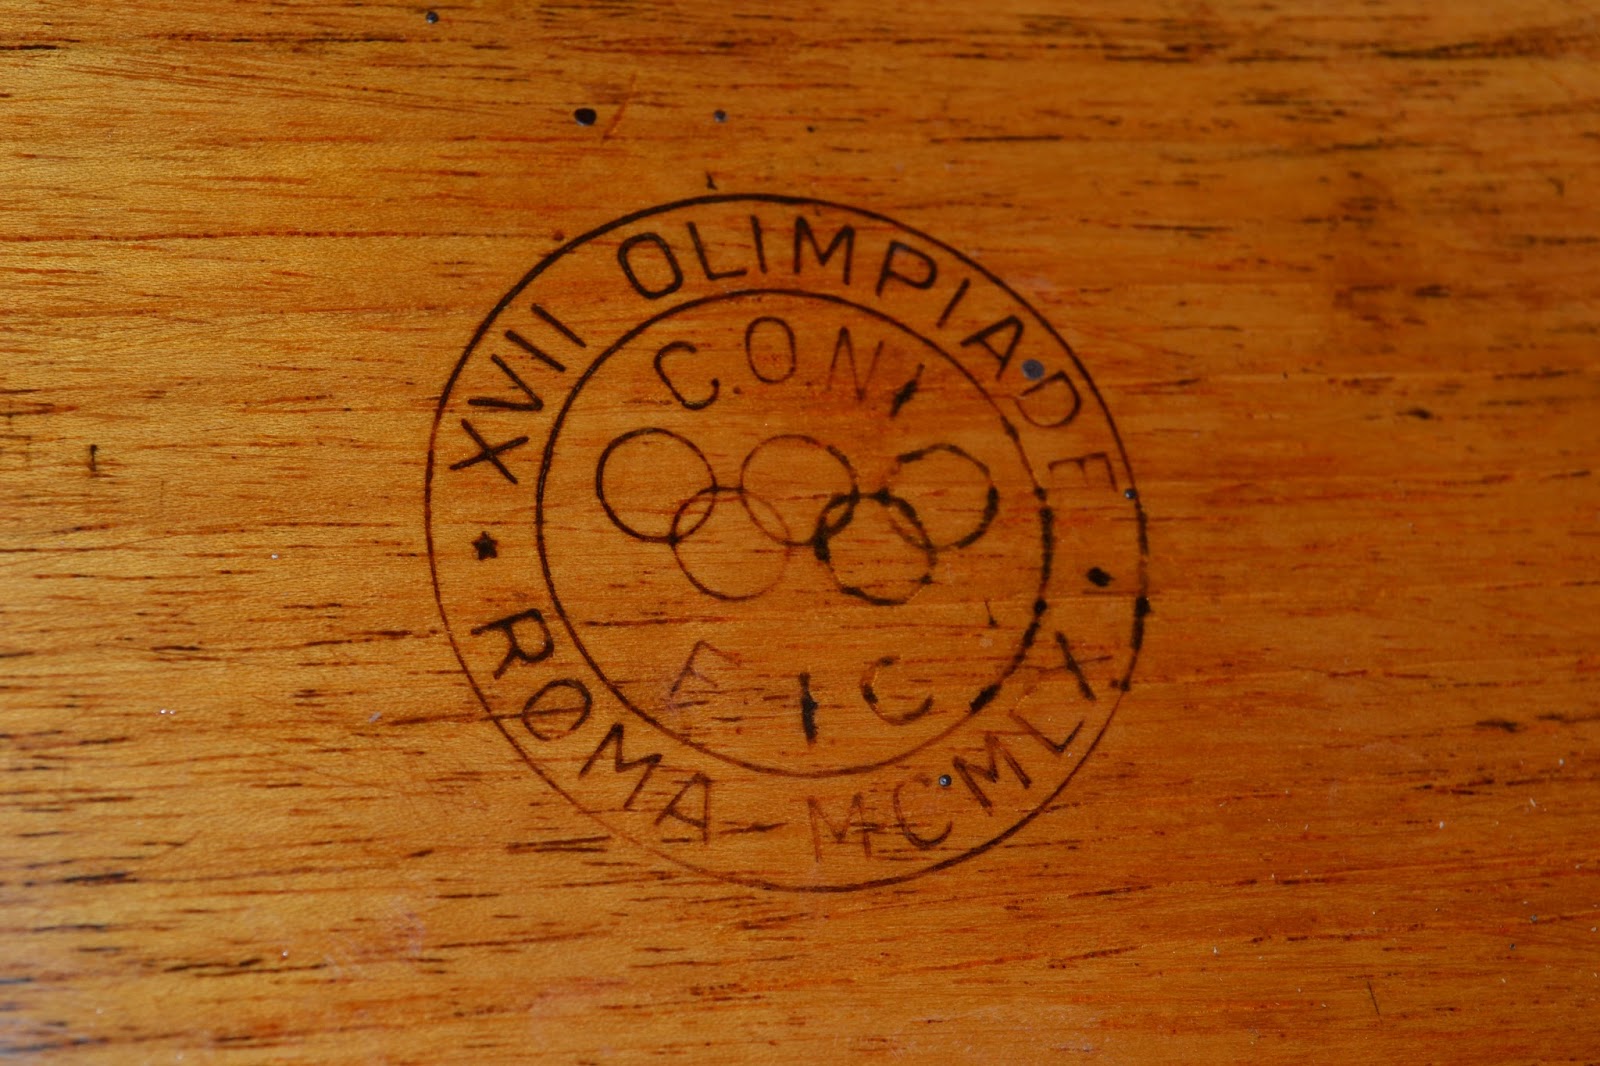 XVII OLIMPIADE
C.O.N.I
F.I.C
ROMA - MCMLX